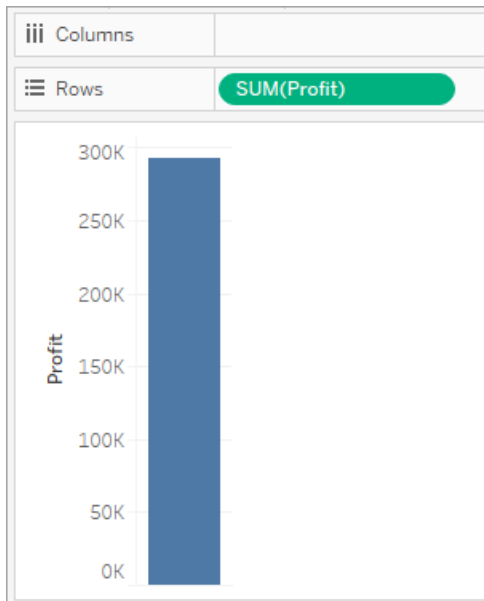 Columns
Rows SUM(Profit)
300K
250K
200K
Profit
150K
100K
50K
0K